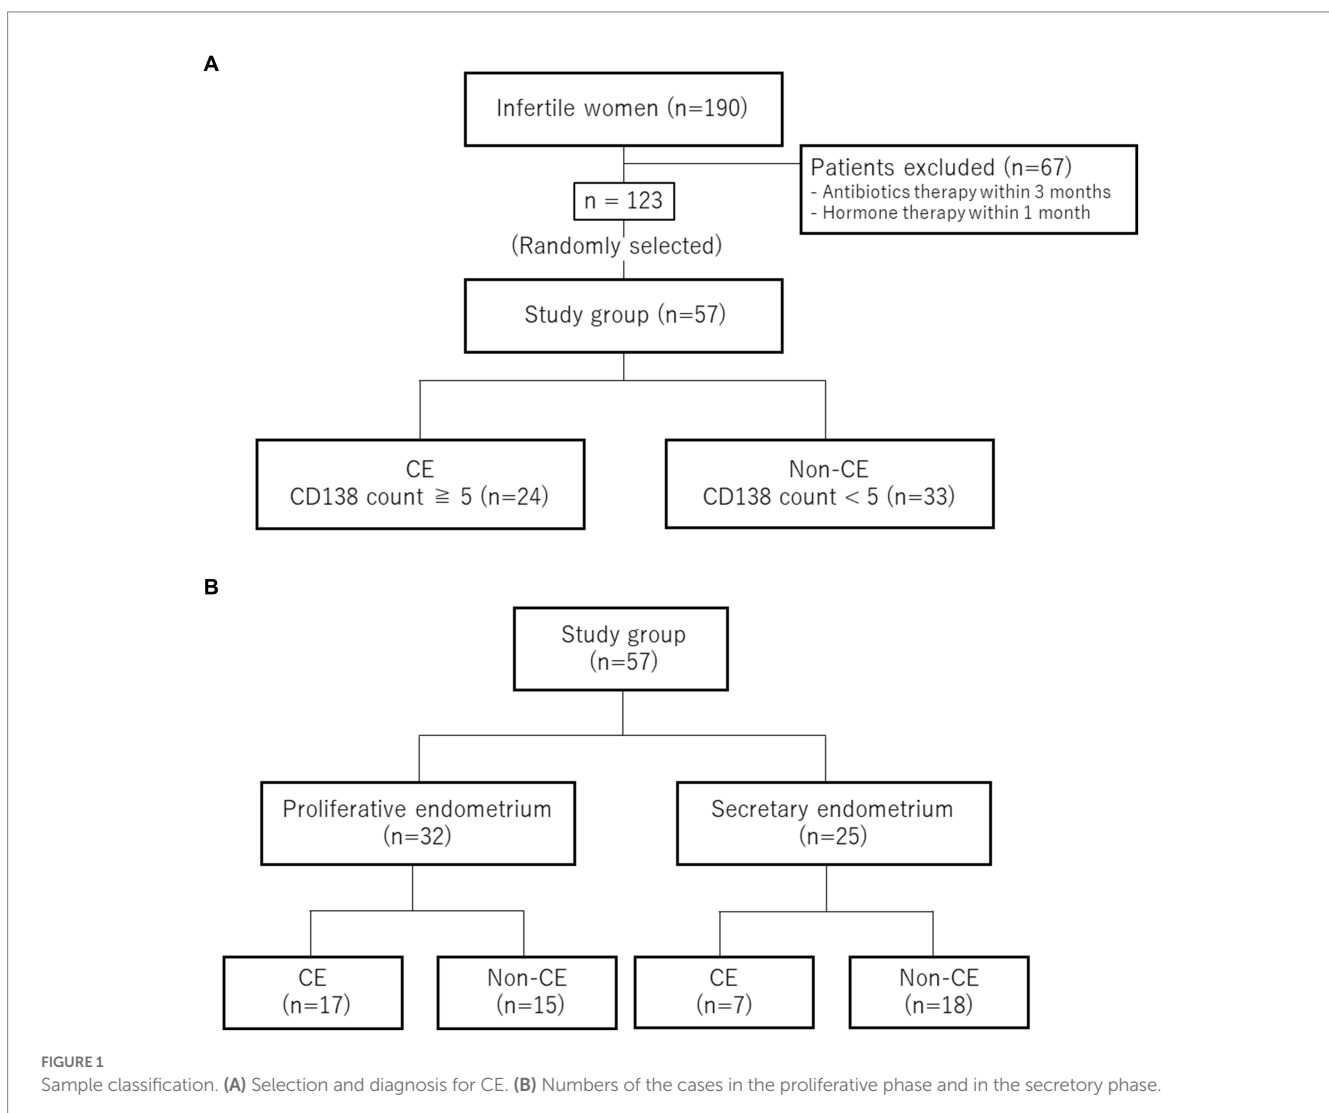 A
Infertile women (n=190)
Patients excluded (n=67)
- Antibiotics therapy within 3 months
- Hormone therapy within 1 month
n = 123
(Randomly selected)
Study group (n=57)
CE
CD138 count ≧ 5 (n=24)
Non-CE
CD138 count < 5 (n=33)
B
Study group
(n=57)
Proliferative endometrium
(n=32)
Secretary endometrium
(n=25)
CE
(n=17)
Non-CE
(n=15)
CE
(n=7)
Non-CE
(n=18)
FIGURE 1
Sample classification. (A) Selection and diagnosis for CE. (B) Numbers of the cases in the proliferative phase and in the secretory phase.